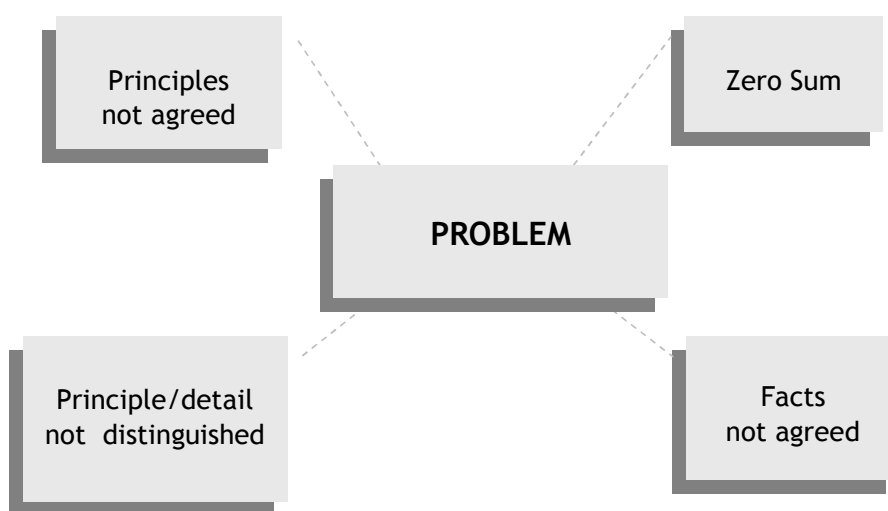 Principles
not agreed
Zero Sum
PROBLEM
Principle/detail
not distinguished
Facts
not agreed